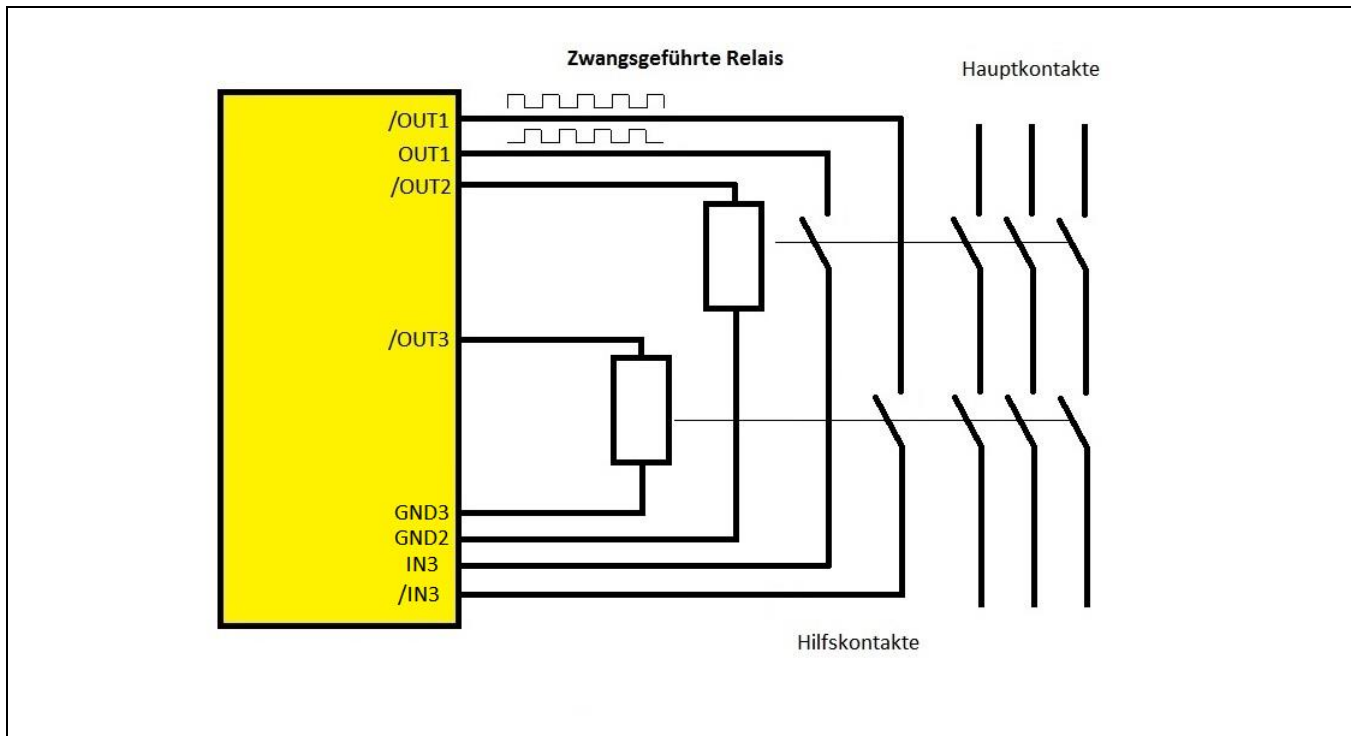 Zwangsgeführte Relais
Hauptkontakte
/OUT1
OUT1
/OUT2
/OUT3
GND3
GND2
IN3
/IN3
Hilfskontakte